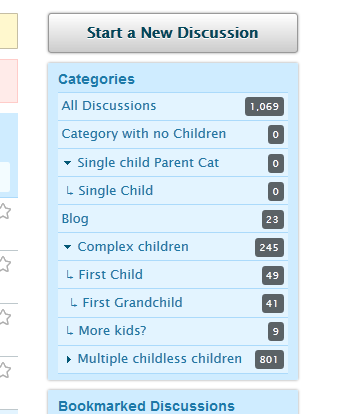 Start a New Discussion
Categories
All Discussions 1,069
Category with no Children 0
Single child Parent Cat 0
Single Child 0
Blog 23
Complex children 245
First Child 49
First Grandchild 41
More kids? 9
Multiple childless children 801
Bookmarked Discussions